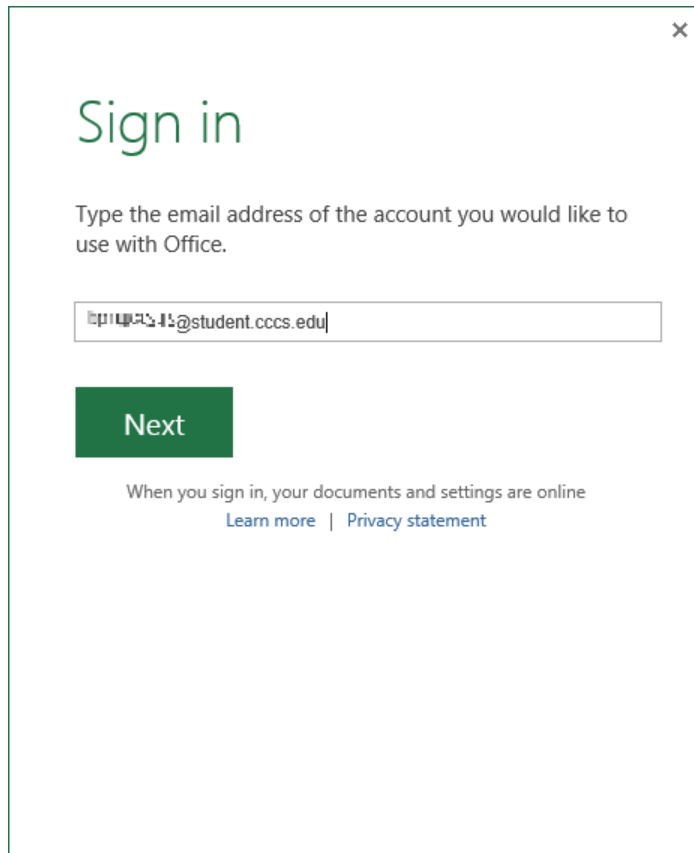 Sign in
Type the email address of the account you would like to
use with Office.
@student.cccs.edu
Next
When you sign in, your documents and settings are online
Learn more | Privacy statement